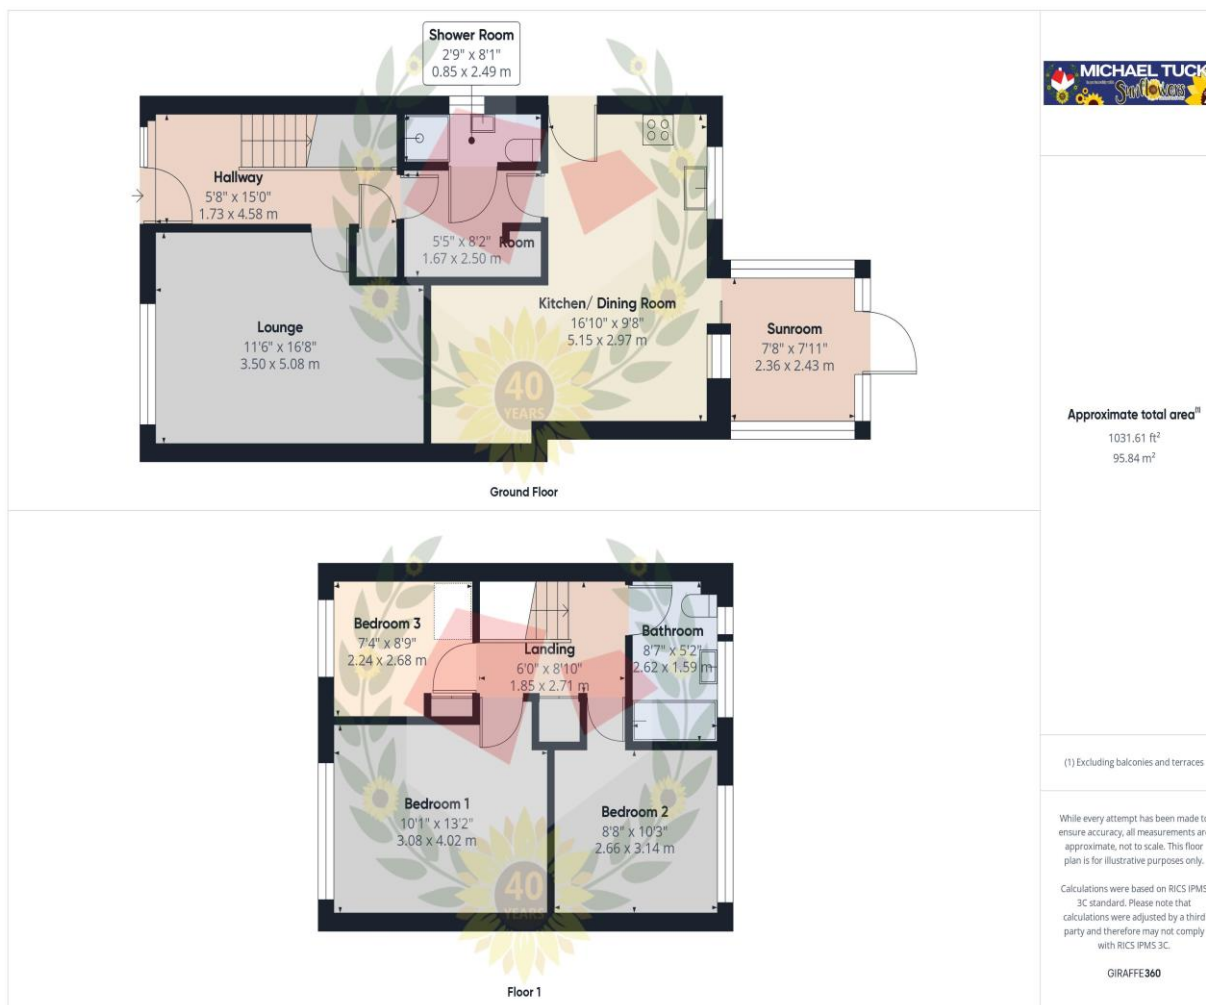 Shower Room
2'9" x 8'1"
0.85 x 2.49 m
Hallway
5'8" x 15'0"
1.73 x 4.58 m
5'5" x 8'2" Room
1.67 x 2.50 m
Kitchen/ Dining Room
16'10" x 9'8"
5.15 x 2.97 m
Lounge
11'6" x 16'8"
3.50 x 5.08 m
Sunroom
7'8" x 7'11"
2.36 x 2.43 m
40
YEARS
Ground Floor
Bedroom 3
7'4" x 8'9"
2.24 x 2.68 m
Landing
6'0" x 8'10"
1.85 x 2.71 m
Bathroom
8'7" x 5'2"
2.62 x 1.59 m
Bedroom 1
10'1" x 13'2"
3.08 x 4.02 m
Bedroom 2
8'8" x 10'3"
2.66 x 3.14 m
40
YEARS
Floor 1
MICHAEL TUCK
Sunflowers
Approximate total area(1)
1031.61 ft²
95.84 m²
(1) Excluding balconies and terraces
While every attempt has been made to
ensure accuracy, all measurements are
approximate, not to scale. This floor
plan is for illustrative purposes only.
Calculations were based on RICS IPMS
3C standard. Please note that
calculations were adjusted by a third
party and therefore may not comply
with RICS IPMS 3C.
GIRAFFE360